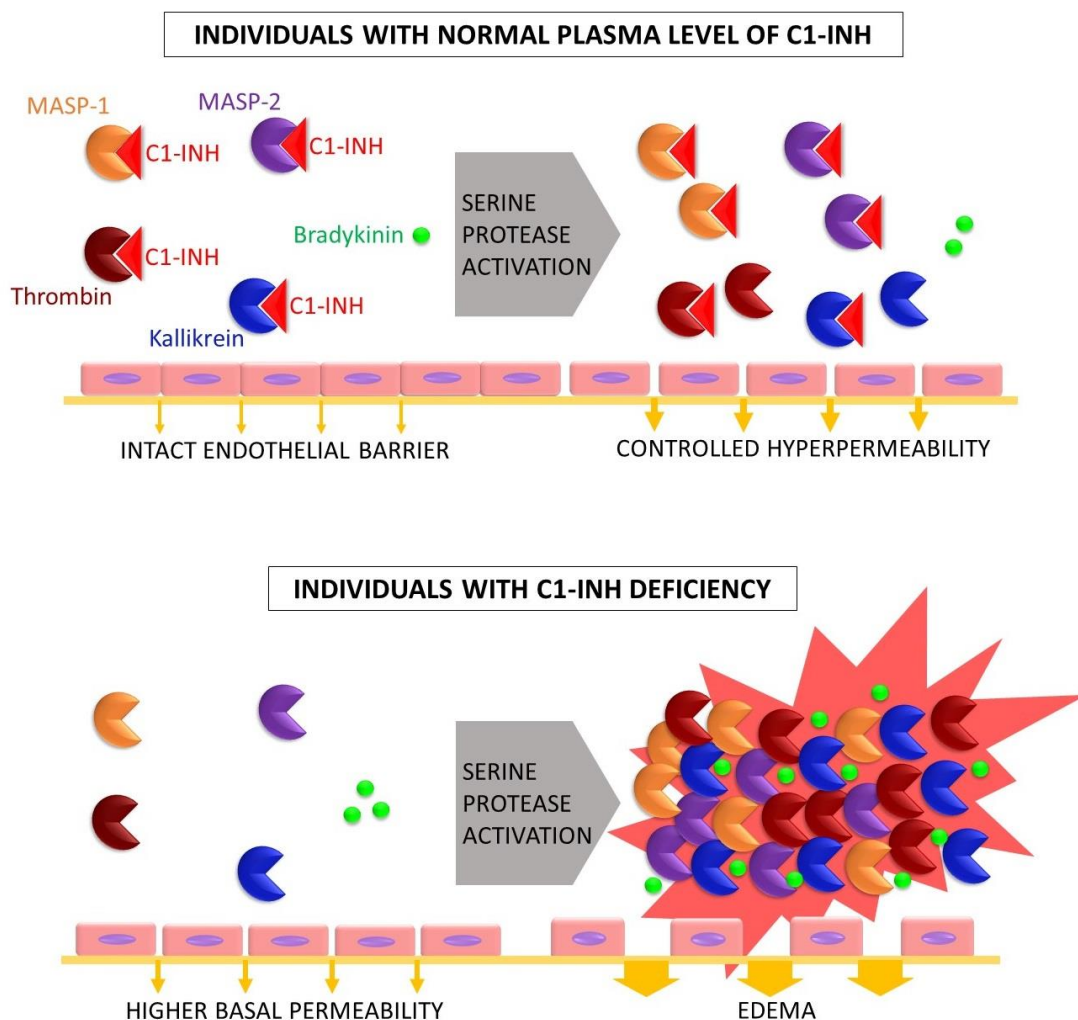 INDIVIDUALS WITH NORMAL PLASMA LEVEL OF C1-INH
MASP-1
MASP-2
C1-INH
C1-INH
SERINE
PROTEASE
ACTIVATION
Bradykinin
C1-INH
Thrombin
C1-INH
Kallikrein
INTACT ENDOTHELIAL BARRIER
CONTROLLED HYPERPERMEABILITY
INDIVIDUALS WITH C1-INH DEFICIENCY
SERINE
PROTEASE
ACTIVATION
HIGHER BASAL PERMEABILITY
EDEMA